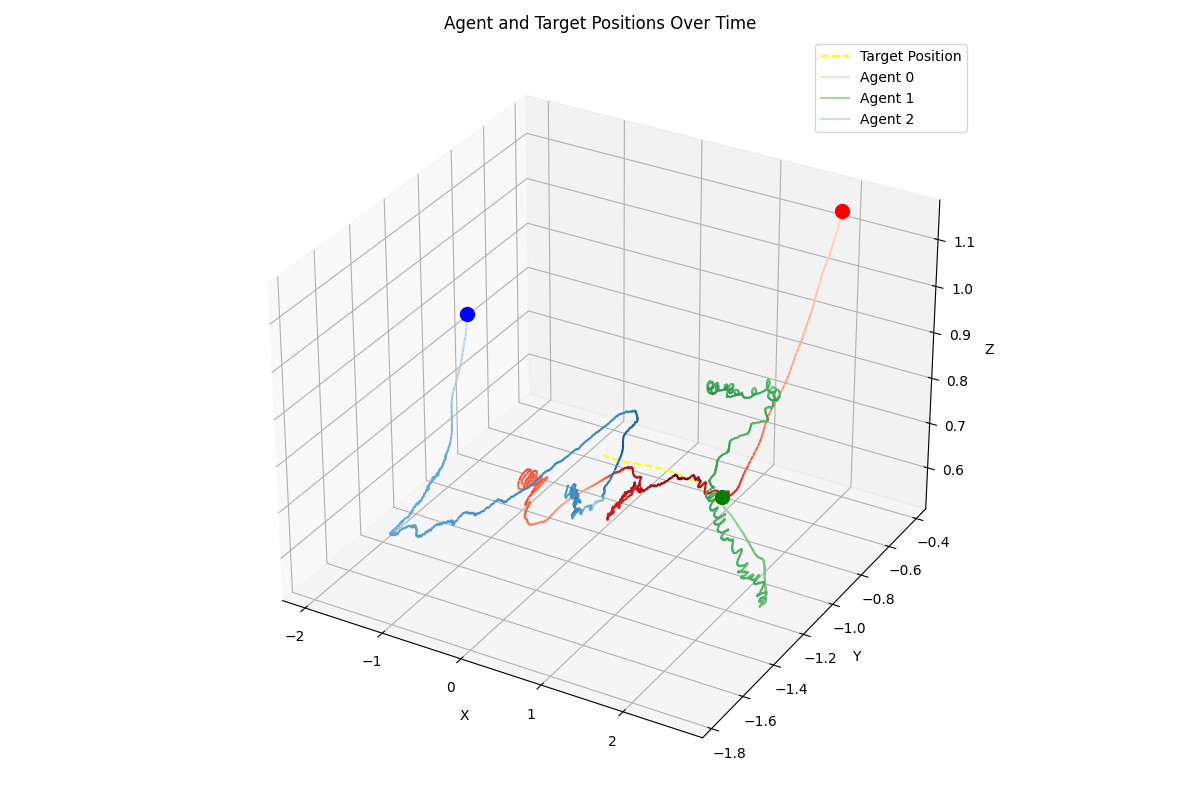 Agent and Target Positions Over Time
Target Position
Agent 0
Agent 1
Agent 2
1.1
1.0
0.9
0.8
0.7
0.6
Z
−0.4
−0.6
−0.8
−1.0
−1.2
−1.4
−1.6
−1.8
Y
−2
−1
0
1
2
X